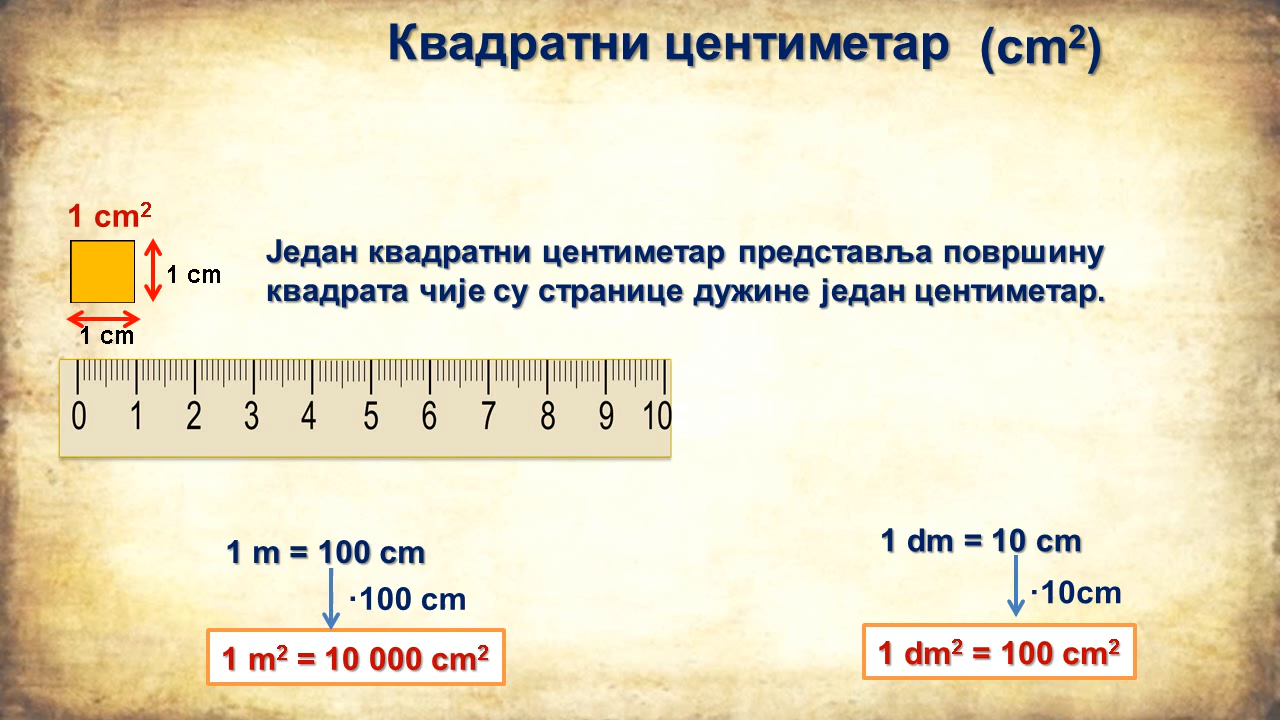 Квадратни центиметар (cm²)
1 cm²
1 cm
1 cm
Један квадратни центиметар представља површину
квадрата чије су странице дужине један центиметар.
0 1 2 3 4 5 6 7 8 9 10
1 m = 100 cm
·100 cm
1 m² = 10 000 cm²
1 dm = 10 cm
·10cm
1 dm² = 100 cm²